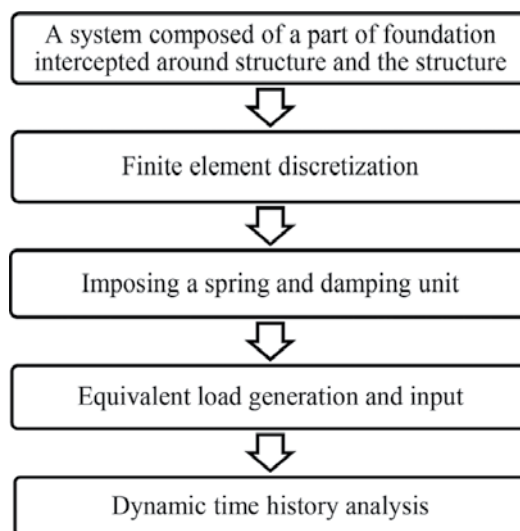 A system composed of a part of foundation
intercepted around structure and the structure
Finite element discretization
Imposing a spring and damping unit
Equivalent load generation and input
Dynamic time history analysis